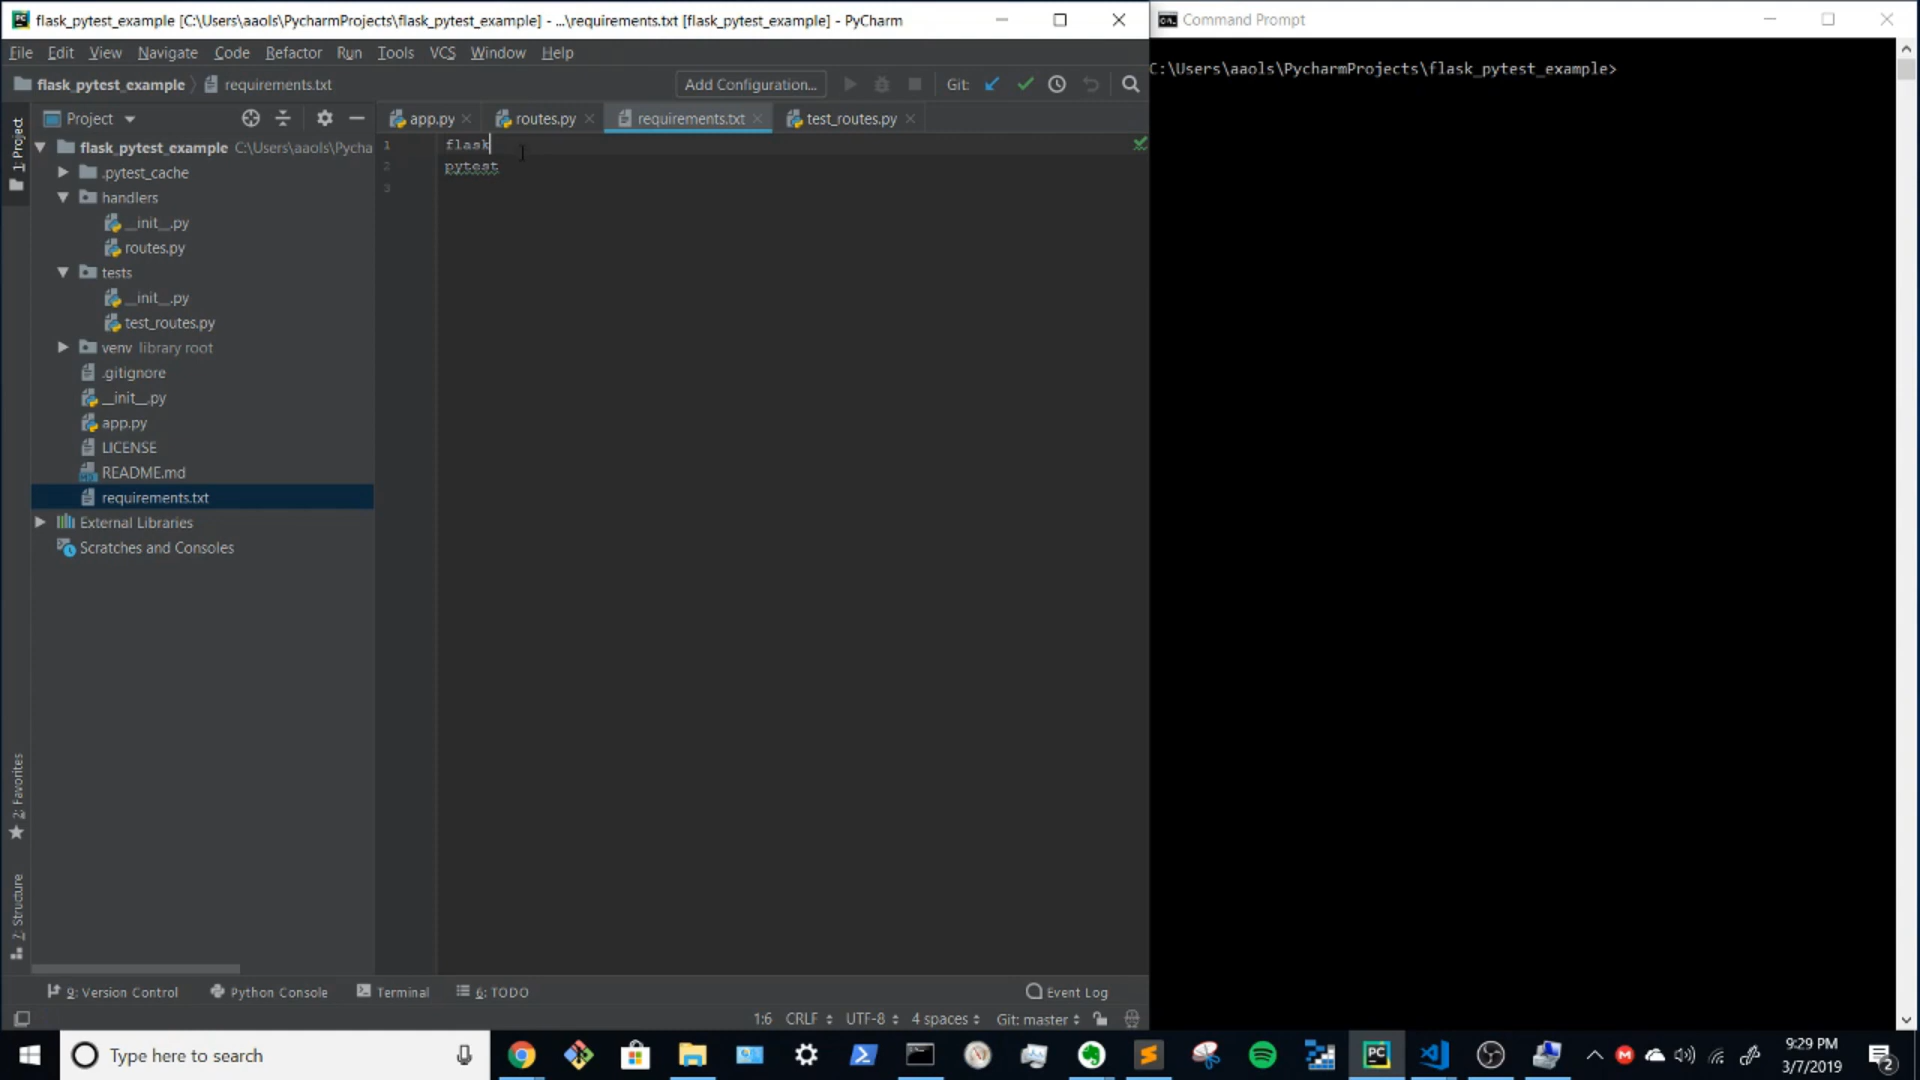 flask_pytest_example [C:\Users\aaols\PycharmProjects\flask_pytest_example] - ...\requirements.txt [flask_pytest_example] - PyCharm
Command Prompt
File Edit View Navigate Code Refactor Run Tools VCS Window Help
C:\Users\aaols\PycharmProjects\flask_pytest_example>
flask_pytest_example requirements.txt
Add Configuration...
Git:
Project
app.py
routes.py
requirements.txt
test_routes.py
1: Project
flask_pytest_example C:\Users\aaols\Pycha
.pytest_cache
handlers
__init__.py
routes.py
tests
__init__.py
test_routes.py
venv library root
.gitignore
__init__.py
app.py
LICENSE
README.md
requirements.txt
External Libraries
Scratches and Consoles
1 flask
2 pytest
3
2: Favorites
7: Structure
9: Version Control
Python Console
Terminal
6: TODO
Event Log
1:6 CRLF UTF-8 4 spaces Git: master
Type here to search
PC
9:29 PM
3/7/2019
2